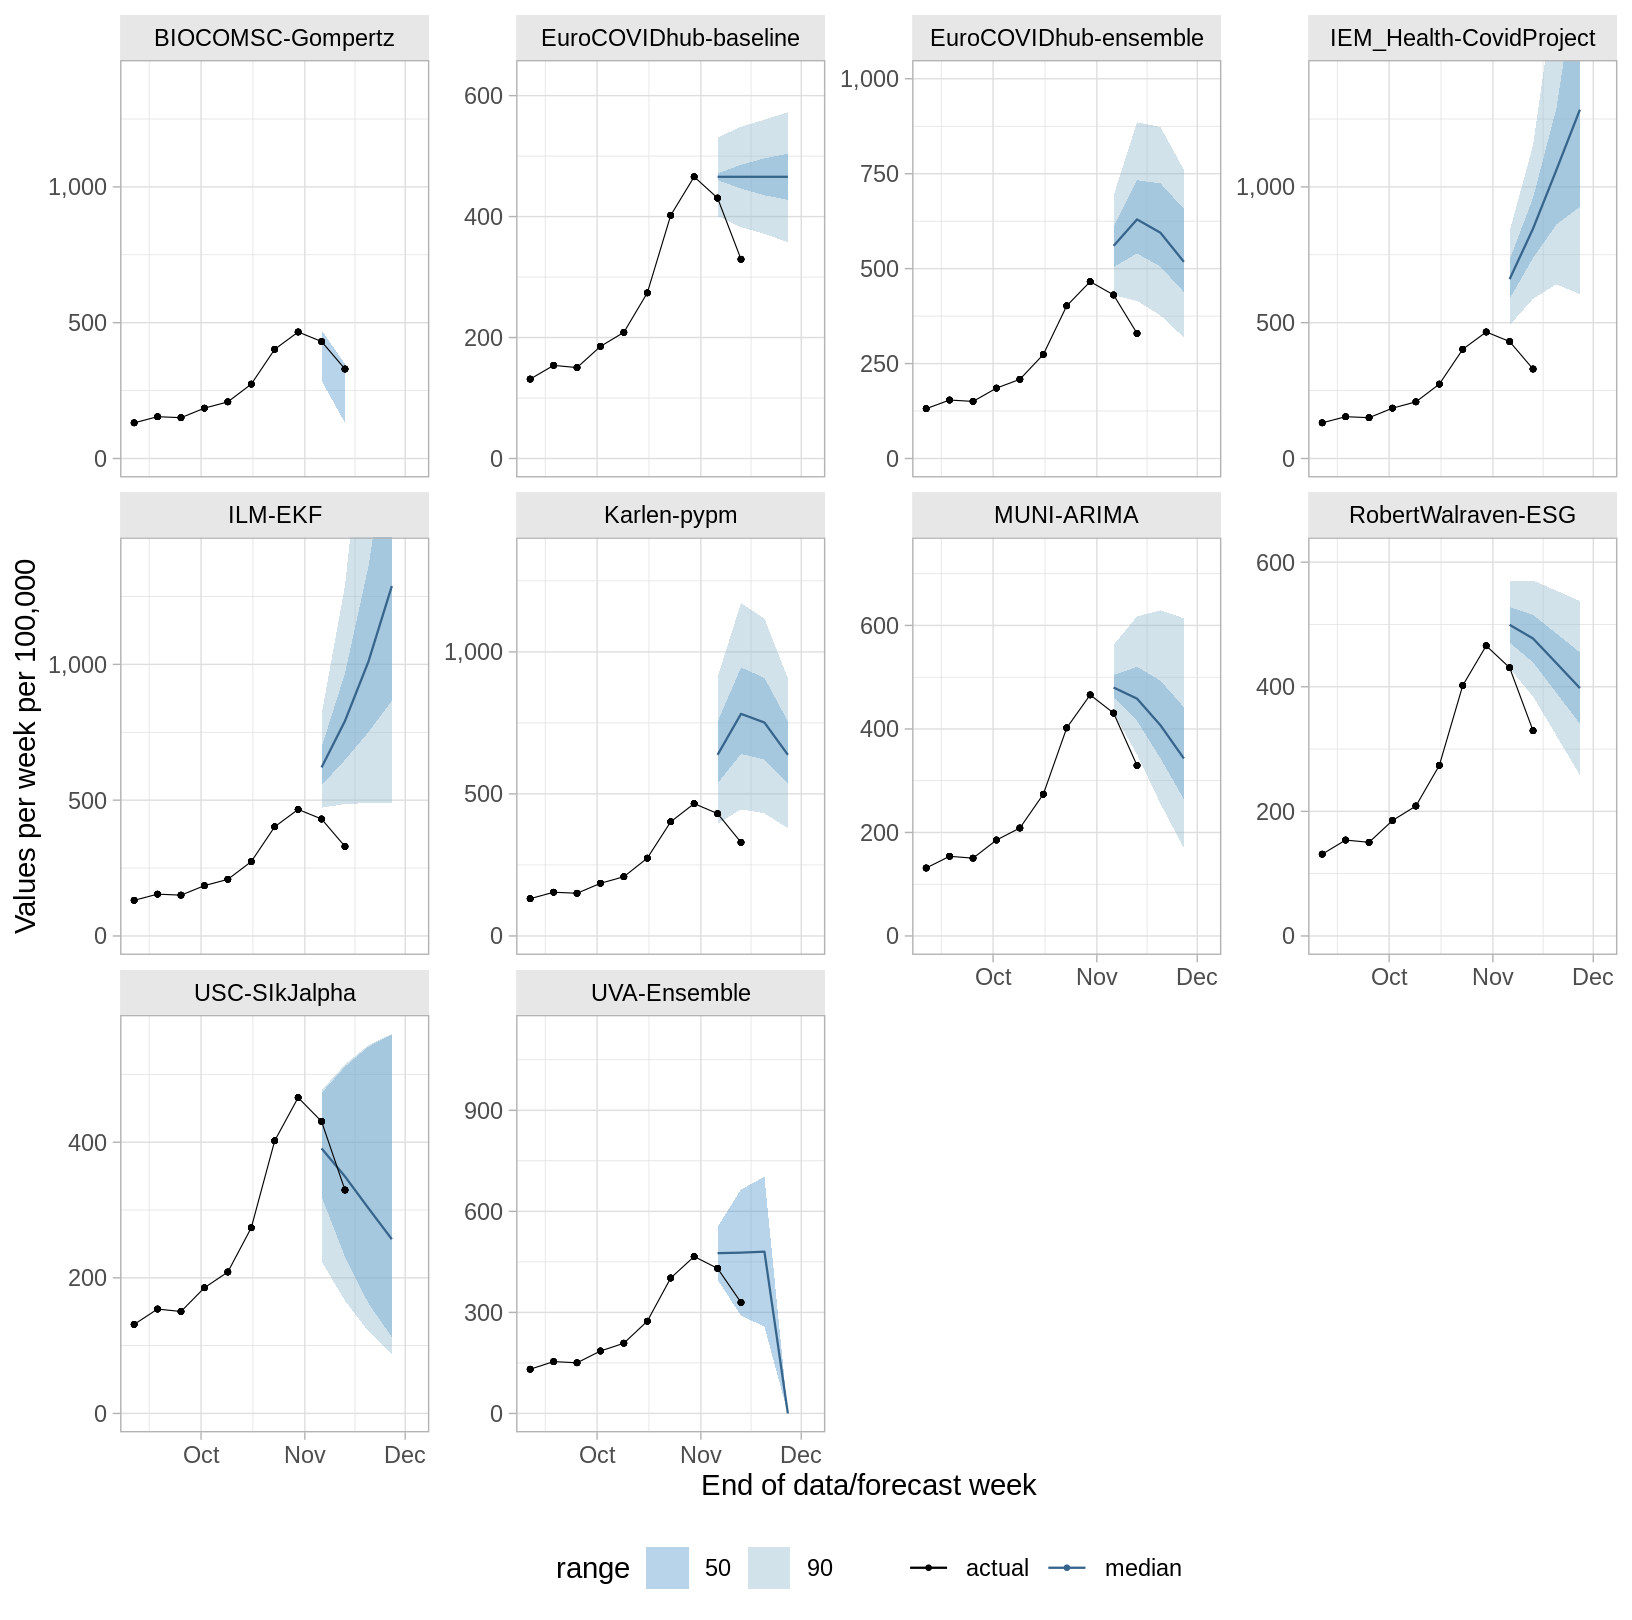 BIOCOMSC-Gompertz
EuroCOVIDhub-baseline
EuroCOVIDhub-ensemble
IEM_Health-CovidProject
1,000
500
0
600
400
200
0
1,000
750
500
250
0
1,000
500
0
ILM-EKF
Karlen-pypm
MUNI-ARIMA
RobertWalraven-ESG
1,000
500
0
1,000
500
0
600
400
200
0
600
400
200
0
Oct Nov Dec
Oct Nov Dec
Values per week per 100,000
USC-SIkJalpha
UVA-Ensemble
400
200
0
900
600
300
0
Oct Nov Dec
Oct Nov Dec
End of data/forecast week
range 50 90 actual median